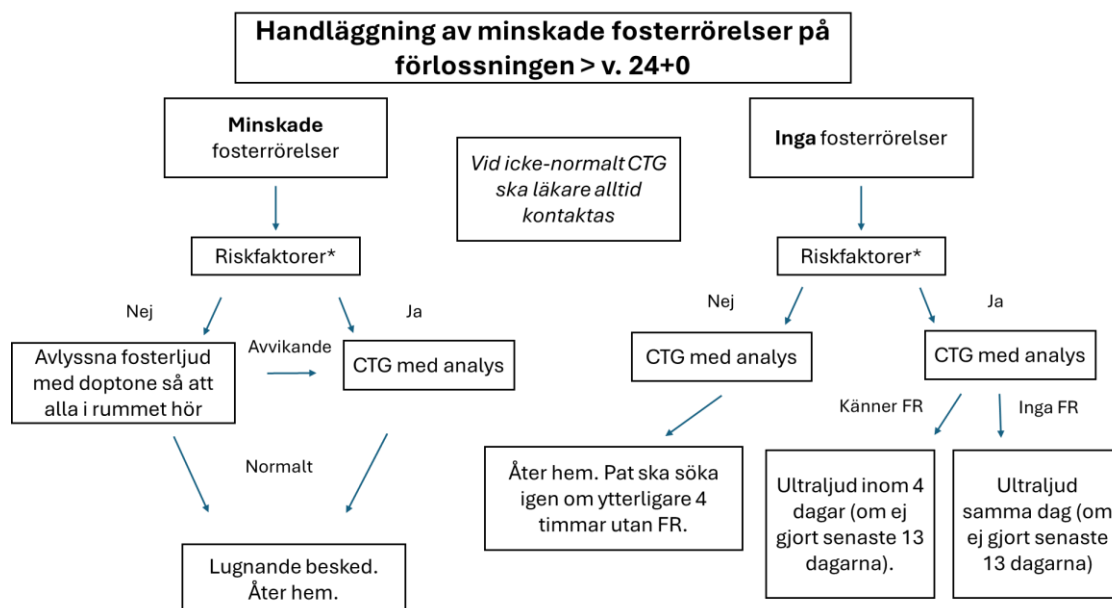 Handläggning av minskade fosterrörelser på
förlossningen > v. 24+0
Minskade
fosterrörelser
Vid icke-normalt CTG
ska läkare alltid
kontaktas
Inga fosterrörelser
Riskfaktorer*
Riskfaktorer*
Nej
Ja
Nej
Ja
Avlyssna fosterljud
med doptone så att
alla i rummet hör
Avvikande
CTG med analys
CTG med analys
CTG med analys
Känner FR
Inga FR
Normalt
Åter hem. Pat ska söka
igen om ytterligare 4
timmar utan FR.
Ultraljud inom 4
dagar (om ej
gjort senaste 13
dagarna).
Ultraljud
samma dag (om
ej gjort senaste
13 dagarna)
Lugnande besked.
Åter hem.